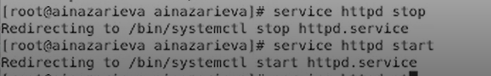 [root@ainazarieva ainazarieva]# service httpd stop
Redirecting to /bin/systemctl stop httpd.service
[root@ainazarieva ainazarieva]# service httpd start
Redirecting to /bin/systemctl start httpd.service